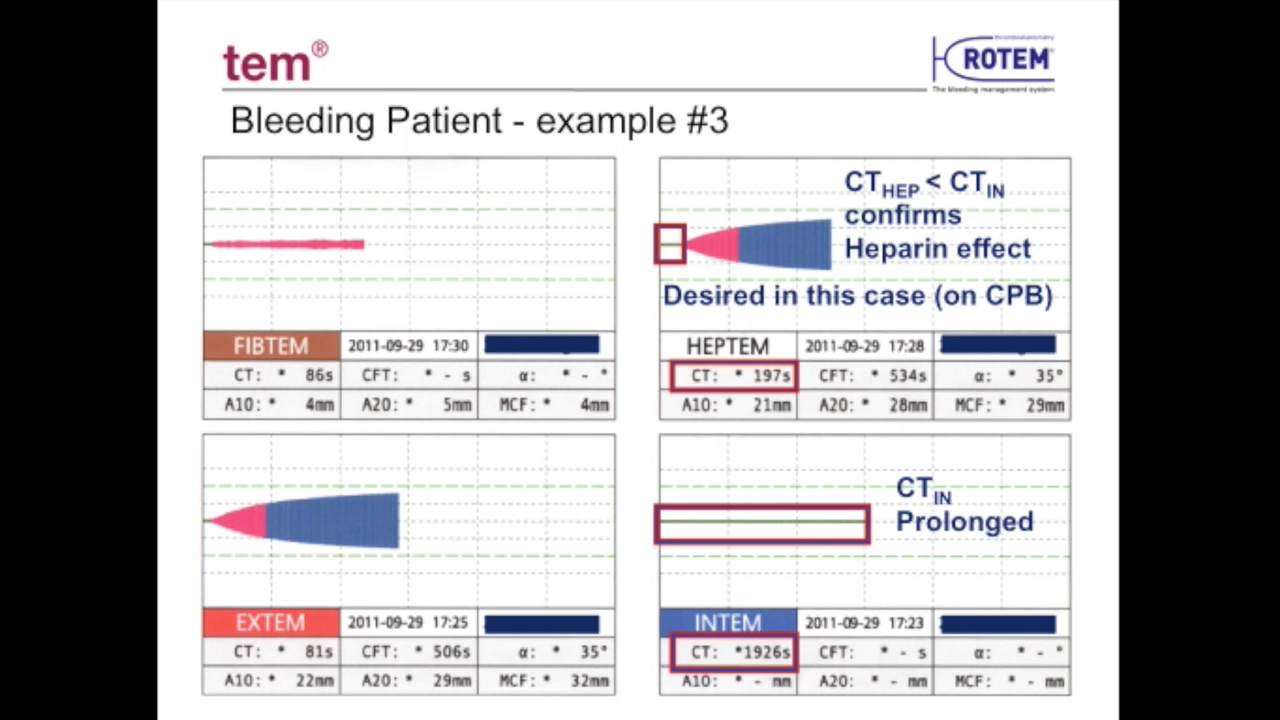 tem®
thromboelastometry
ROTEM®
The bleeding management system
Bleeding Patient - example #3
CTHEP < CTIN
confirms
Heparin effect
Desired in this case (on CPB)
FIBTEM 2011-09-29 17:30
CT: * 86s CFT: * - s α: * - °
A10: * 4mm A20: * 5mm MCF: * 4mm
HEPTEM 2011-09-29 17:28
CT: * 197s CFT: * 534s α: * 35°
A10: * 21mm A20: * 28mm MCF: * 29mm
CTIN
Prolonged
EXTEM 2011-09-29 17:25
CT: * 81s CFT: * 506s α: * 35°
A10: * 22mm A20: * 29mm MCF: * 32mm
INTEM 2011-09-29 17:23
CT: *1926s CFT: * - s α: * - °
A10: * - mm A20: * - mm MCF: * - mm